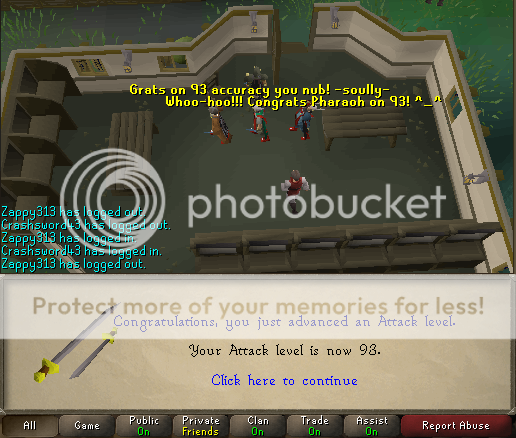 Grats on 93 accuracy you nub! -soully-
Whoo-hoo!!! Congrats Pharaoh on 93! ^_^
photobucket
Zappy313 has logged out.
Crashsword43 has logged out.
Zappy313 has logged in.
Crashsword43 has logged in.
Zappy313 has logged out.
Protect more of your memories for less!
Congratulations, you just advanced an Attack level.
Your Attack level is now 93.
Click here to continue
All Game Public On Private Friends Clan On Trade On Assist On Report Abuse